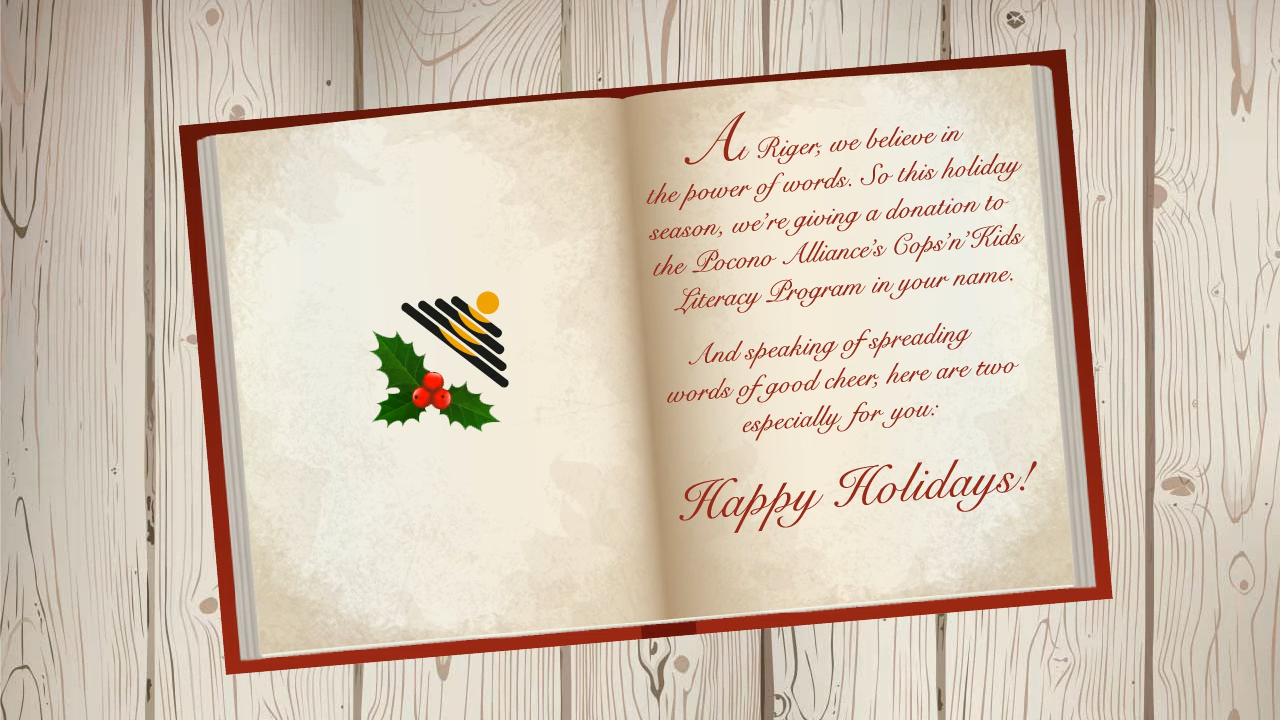 At Riger, we believe in
the power of words. So this holiday
season, we're giving a donation to
the Pocono Alliance's Cops'n'Kids
Literacy Program in your name.
And speaking of spreading
words of good cheer, here are two
especially for you:
Happy Holidays!